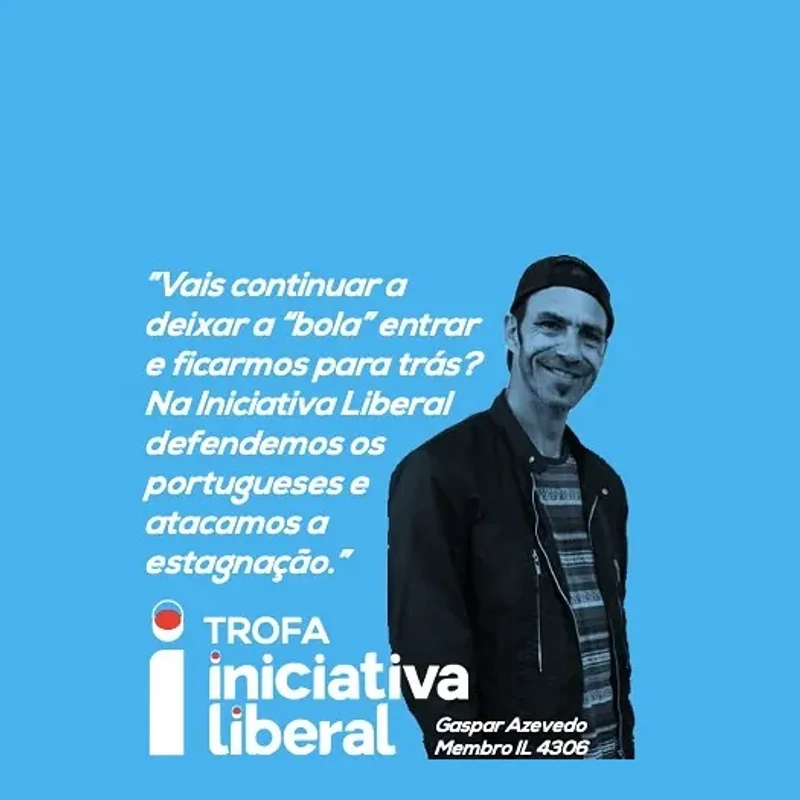 "Vais continuar a
deixar a "bola" entrar
e ficarmos para trás?
Na Iniciativa Liberal
defendemos os
portugueses e
atacamos a
estagnação."
TROFA
iniciativa
liberal
Gaspar Azevedo
Membro IL 4306